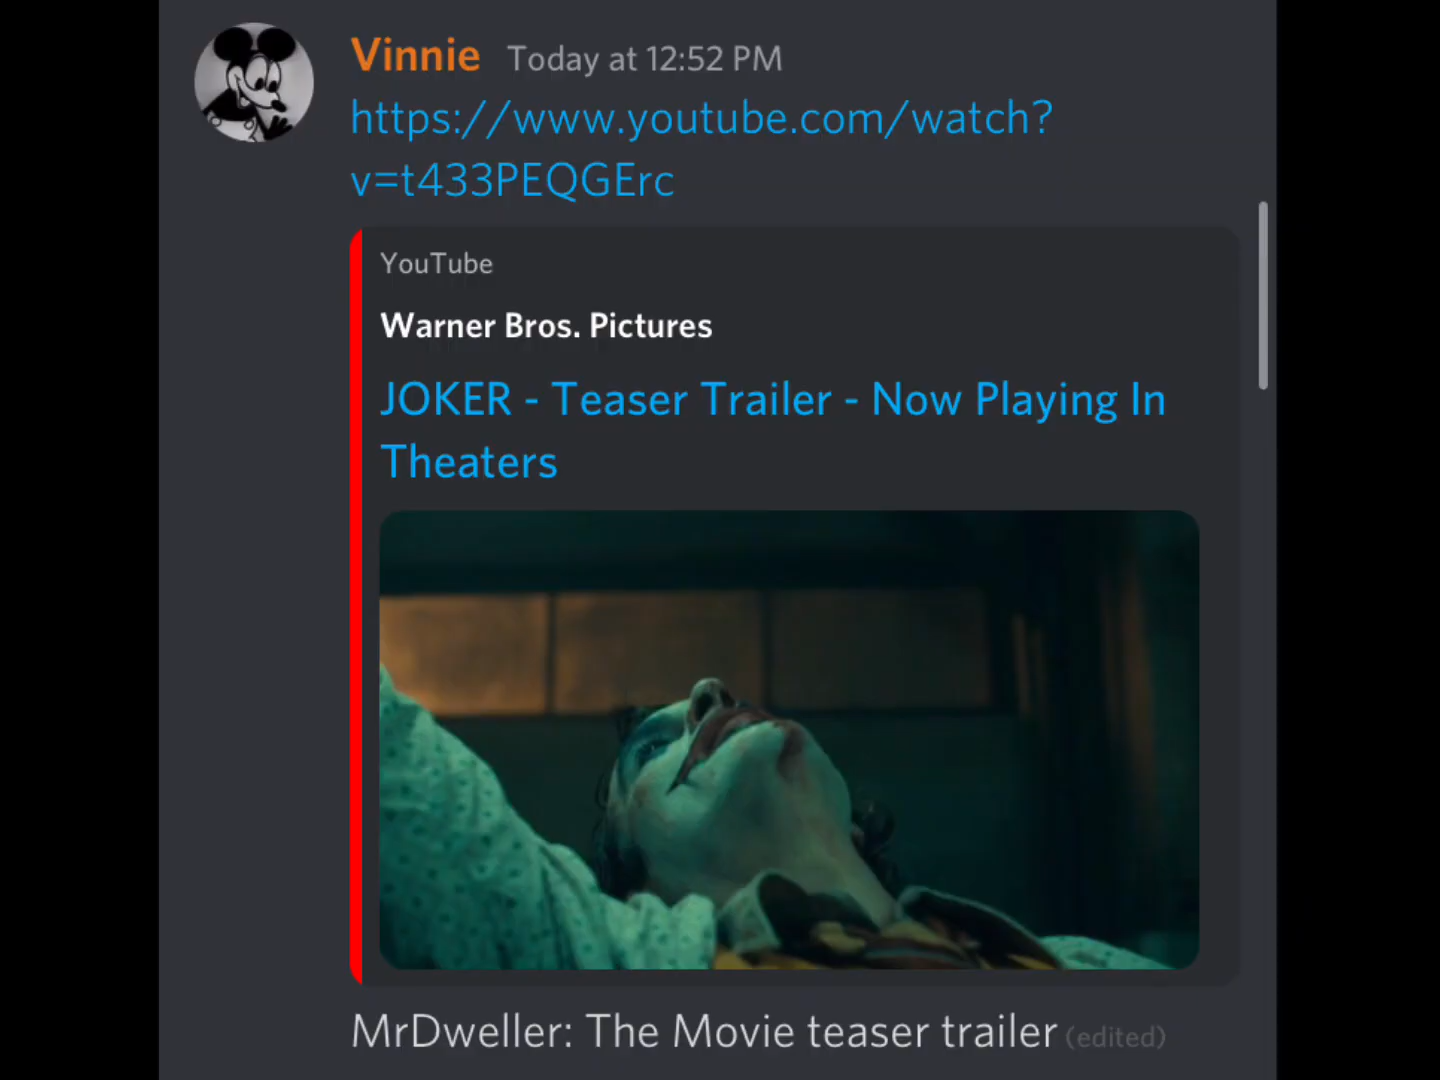 Vinnie Today at 12:52 PM
https://www.youtube.com/watch?
v=t433PEQGErc
YouTube
Warner Bros. Pictures
JOKER - Teaser Trailer - Now Playing In
Theaters
MrDweller: The Movie teaser trailer (edited)